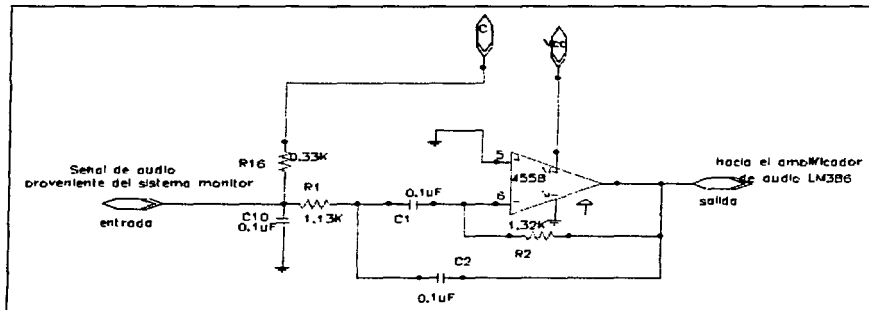 C
Vcc
R16
0.33K
Señal de audio
proveniente del sistema monitor
entrada
C10
0.1uF
R1
1.13K
0.1uF
C1
5
6
4558
1.32K
R2
C2
0.1uF
hacia el amplificador
de audio LM386
salida